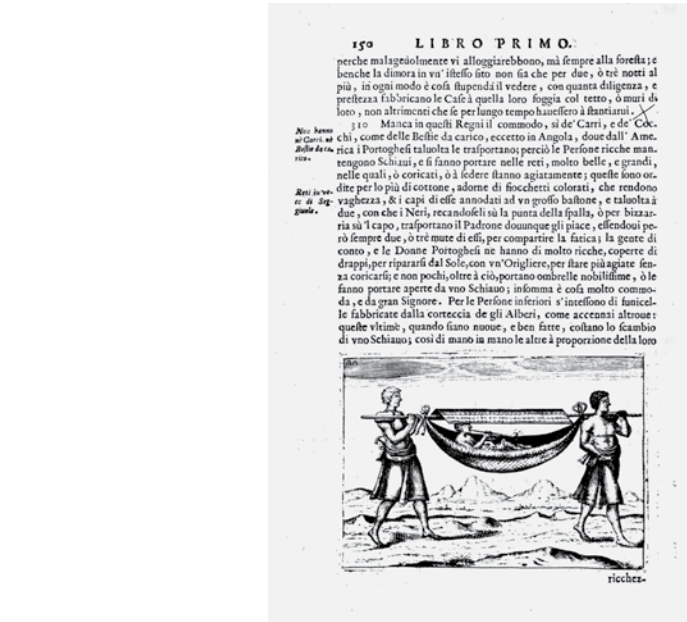 150 LIBRO PRIMO.
perche malageuolmente vi alloggiarebbono, mà sempre alla foresta; e
benche la dimora in vn' istesso sito non sia che per due, ò trè notti al
più, in ogni modo è cosa stupenda il vedere, con quanta diligenza, e
prestezza fabbricano le Case à quella loro foggia col tetto, ò muri di
loto, non altrimenti che se per lungo tempo hauessero à stantiarui.
310 Manca in questi Regni il commodo, si de' Carri, e de' Coc-
chi, come delle Bestie da carico, eccetto in Angola, doue dall' Ame-
rica i Portoghesi taluolta le trasportano; perciò le Persone ricche man-
tengono Schiaui, e si fanno portare nelle reti, molto belle, e grandi,
nelle quali, ò coricati, ò à sedere stanno agiatamente; queste sono or-
dite per lo più di cottone, adorne di fiocchetti colorati, che rendono
vaghezza, & i capi di esse annodati ad vn grosso bastone, e taluolta à
due, con che i Neri, recandoseli sù la punta della spalla, ò per bizzar-
ria sù 'l capo, trasportano il Padrone dounque gli piace, essendoui pe-
rò sempre due, ò trè mute di essi, per compartire la fatica; la gente di
conto, e le Donne Portoghesi ne hanno di molto ricche, coperte di
drappi, per ripararsi dal Sole, con vn'Origliere, per stare più agiate sen-
za coricarsi; e non pochi, oltre à ciò, portano ombrelle nobilissime, ò le
fanno portare aperte da vno Schiauo; insomma è cosa molto commo-
da, e da gran Signore. Per le Persone inferiori s'intessono di funicel-
le fabbricate dalla corteccia de gli Alberi, come accennai altroue:
queste vltime, quando siano nuoue, e ben fatte, costano lo scambio
di vno Schiauo; così di mano in mano le altre à proporzione della loro
Non hanno
nè Carri, nè
Bestie da ca-
rico.
Reti in ve-
ce di Seg-
giuole.
ricchez-